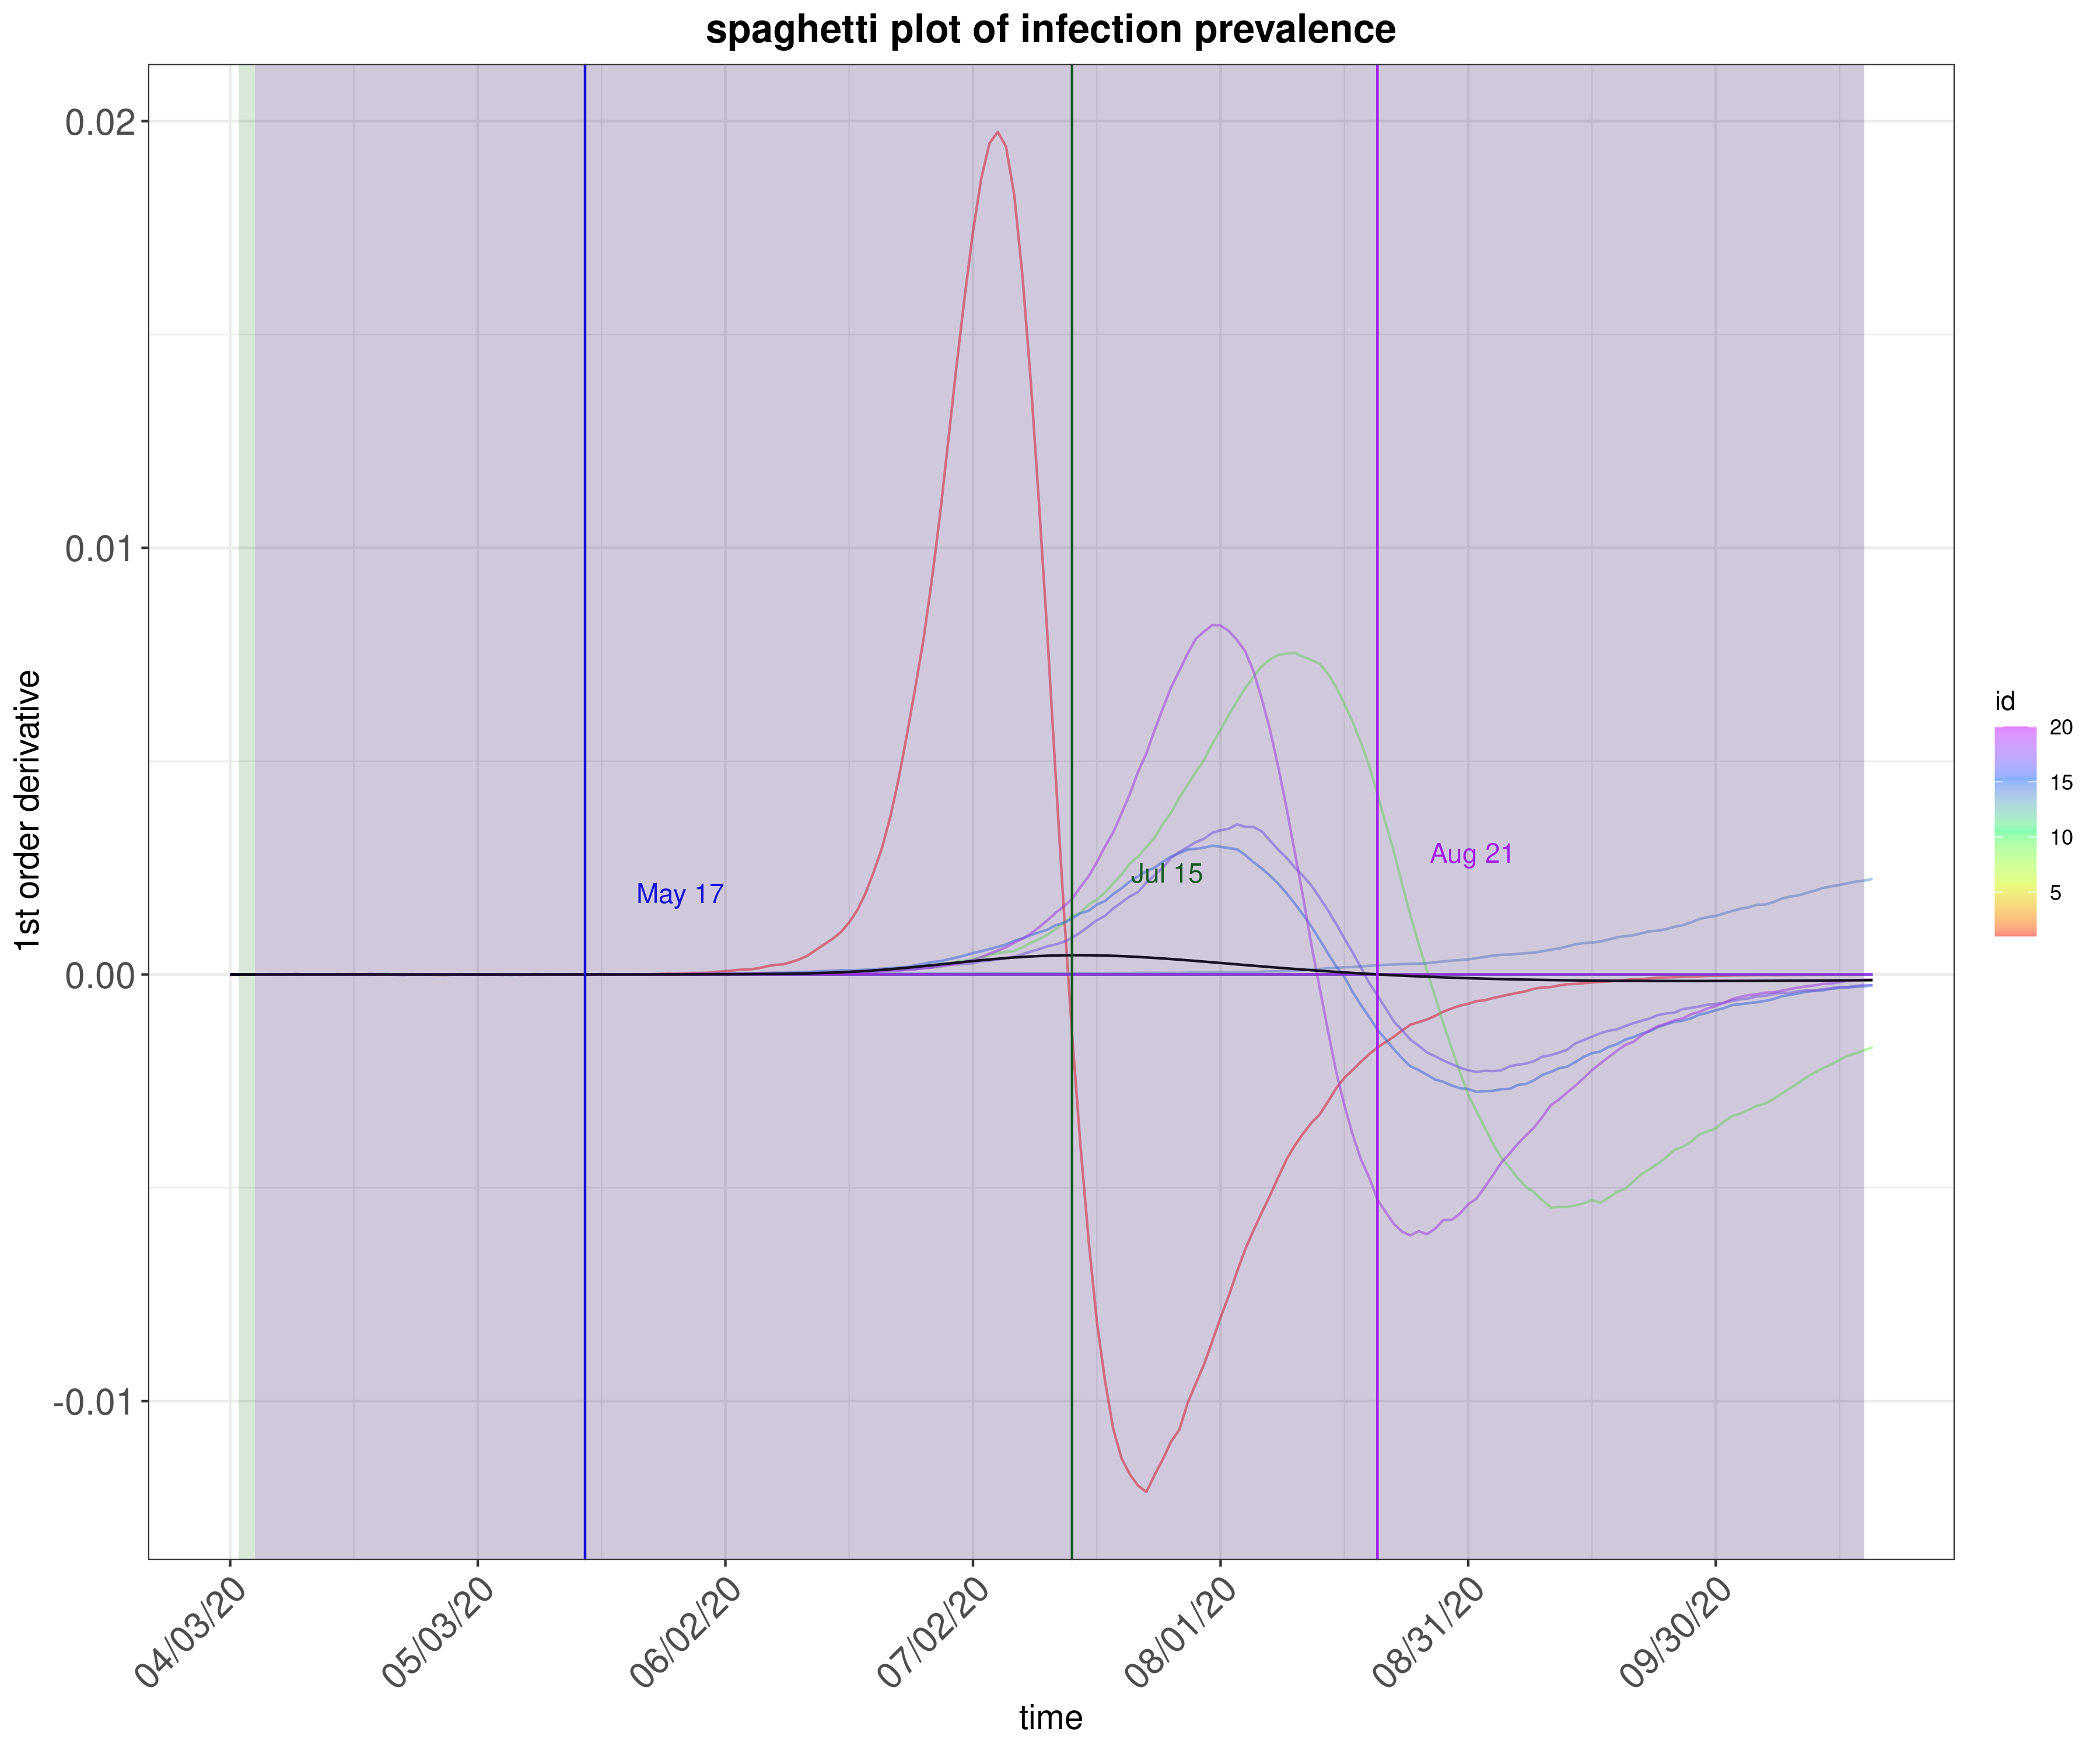 spaghetti plot of infection prevalence
0.02
0.01
0.00
-0.01
1st order derivative
May 17
Jul 15
Aug 21
id
20
15
10
5
04/03/20
05/03/20
06/02/20
07/02/20
08/01/20
08/31/20
09/30/20
time